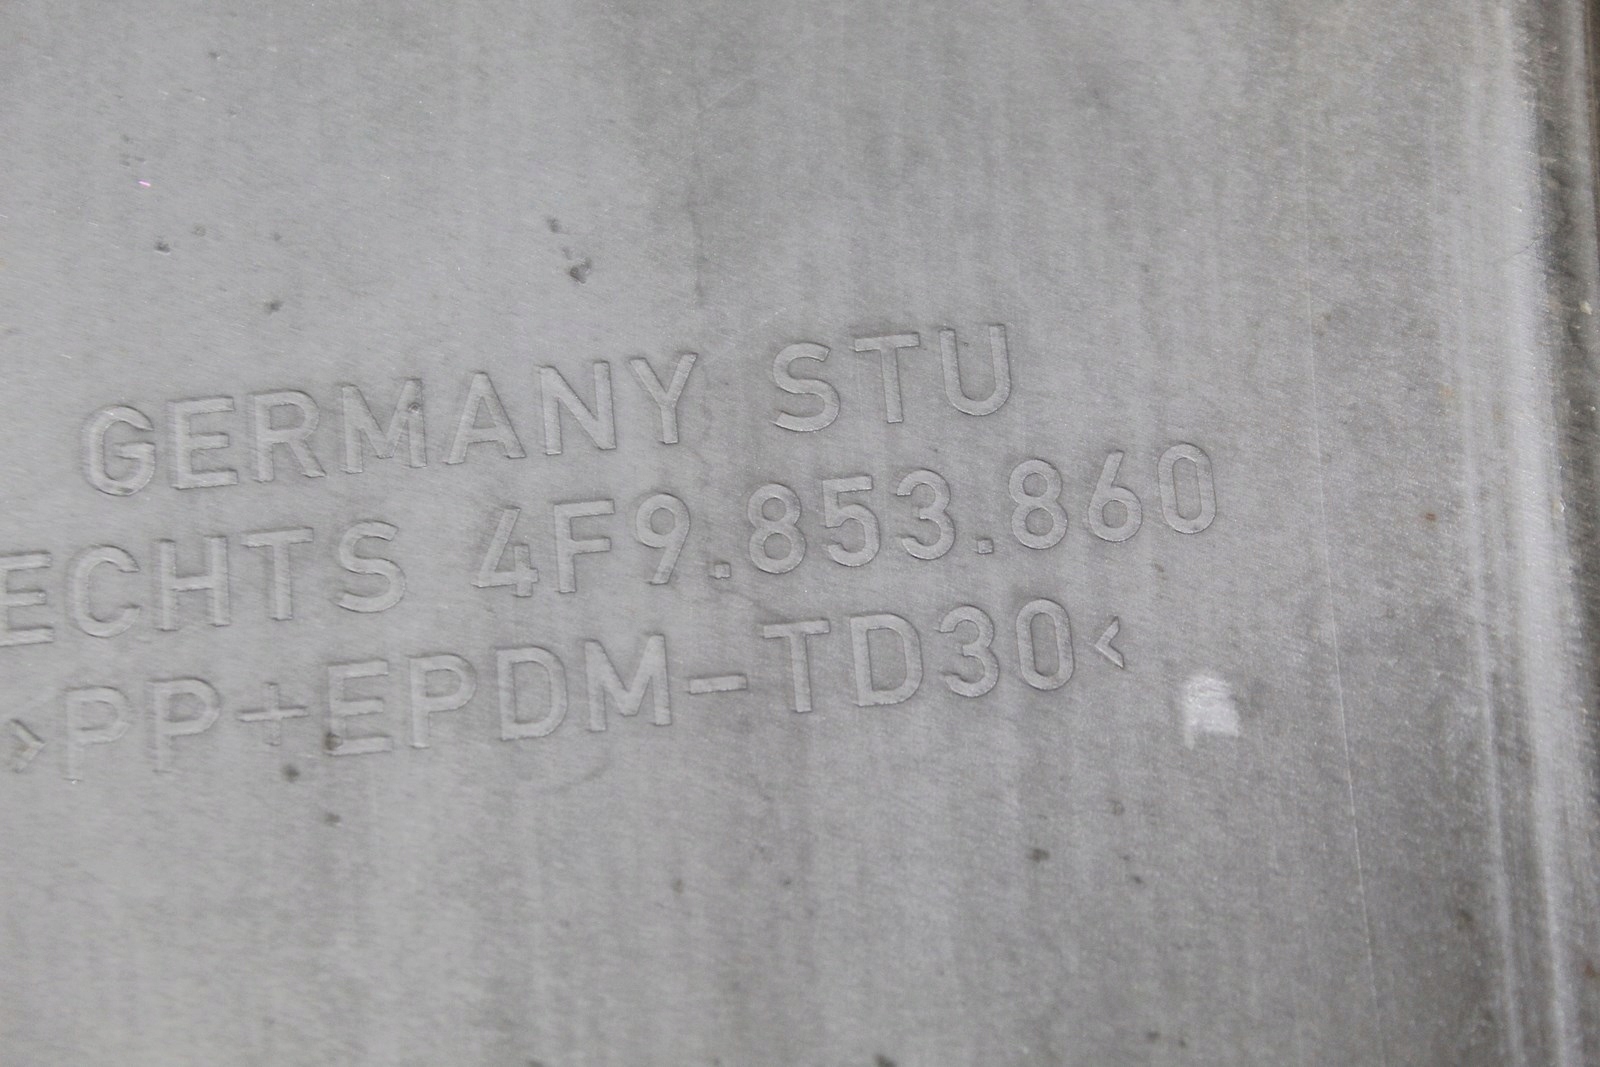 GERMANY STU
ECHTS 4F9.853.860
>PP+EPDM-TD30<